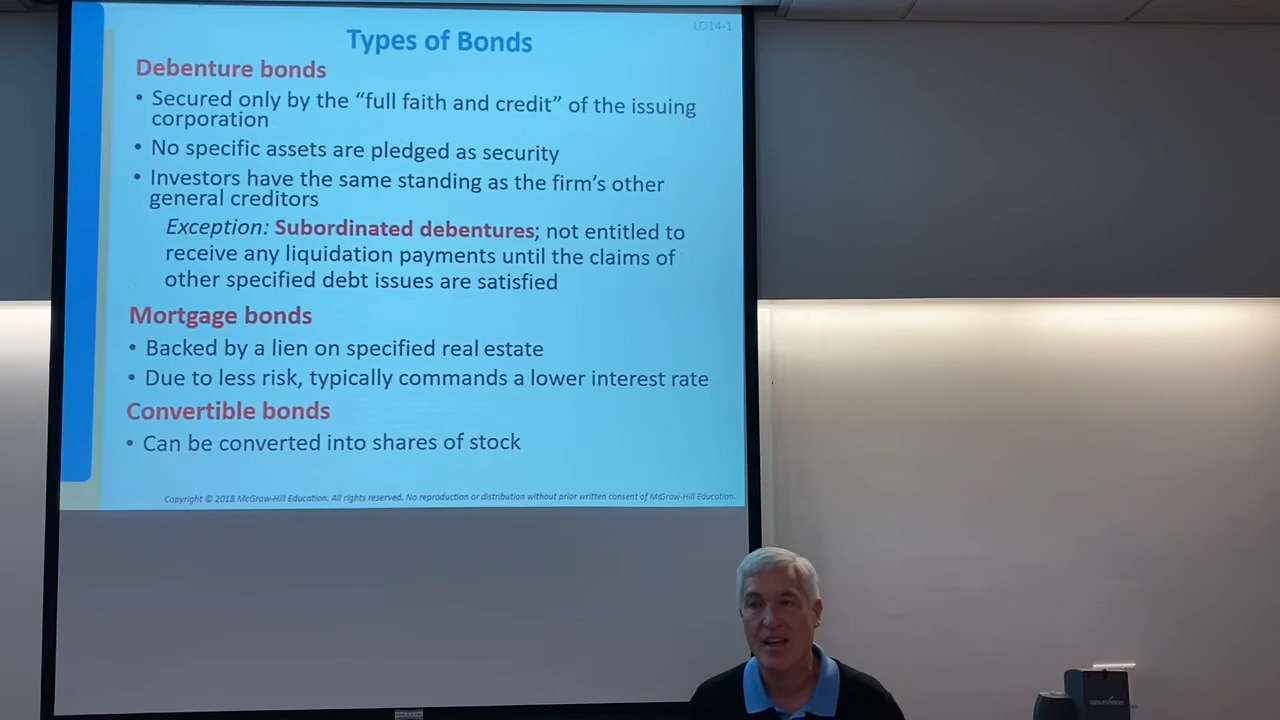 LO14-1
Types of Bonds
Debenture bonds
• Secured only by the “full faith and credit” of the issuing
corporation
• No specific assets are pledged as security
• Investors have the same standing as the firm’s other
general creditors
Exception: Subordinated debentures; not entitled to
receive any liquidation payments until the claims of
other specified debt issues are satisfied
Mortgage bonds
• Backed by a lien on specified real estate
• Due to less risk, typically commands a lower interest rate
Convertible bonds
• Can be converted into shares of stock
Copyright © 2018 McGraw-Hill Education. All rights reserved. No reproduction or distribution without prior written consent of McGraw-Hill Education.